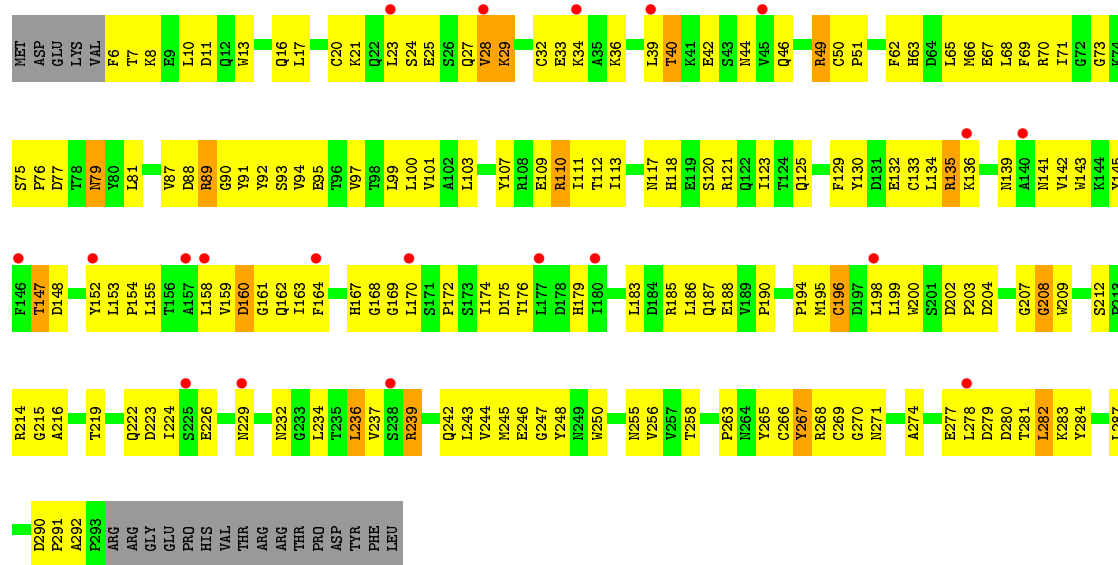 MET ASP GLU LYS VAL F6 T7 K8 E9 L10 D11 Q12 W13 Q16 L17 C20 K21 Q22 L23 S24 E25 S26 Q27 V28 K29 C32 E33 K34 A35 K36 L39 T40 K41 E42 S43 N44 V45 Q46 R49 C50 P51 F62 H63 D64 L65 M66 E67 L68 F69 R70 I71 G72 G73 K74
S75 P76 D77 T78 N79 Y80 L81 V87 D88 R89 G90 Y91 Y92 S93 V94 E95 T96 V97 T98 L99 L100 V101 A102 L103 Y107 R108 E109 R110 I111 T112 I113 N117 H118 E119 S120 R121 Q122 I123 T124 Q125 F129 Y130 D131 E132 C133 L134 R135 K136 N139 A140 N141 V142 W143 K144 Y145
F146 T147 D148 Y152 L153 P154 L155 T156 A157 L158 V159 D160 G161 Q162 I163 F164 H167 G168 G169 L170 S171 P172 S173 I174 D175 T176 L177 D178 H179 I180 L183 D184 R185 L186 Q187 E188 V189 P190 P194 M195 C196 D197 L198 L199 W200 S201 D202 P203 D204 G207 G208 W209 S212 P213
R214 G215 A216 T219 Q222 D223 I224 S225 E226 N229 N232 G233 L234 T235 L236 V237 S238 R239 Q242 L243 V244 M245 E246 G247 Y248 N249 W250 N255 V256 V257 T258 P263 N264 Y265 C266 Y267 R268 C269 G270 N271 A274 E277 L278 D279 D280 T281 L282 K283 Y284 L287
D290 P291 A292 P293 ARG ARG GLY GLU PRO HIS VAL THR ARG ARG THR PRO ASP TYR PHE LEU